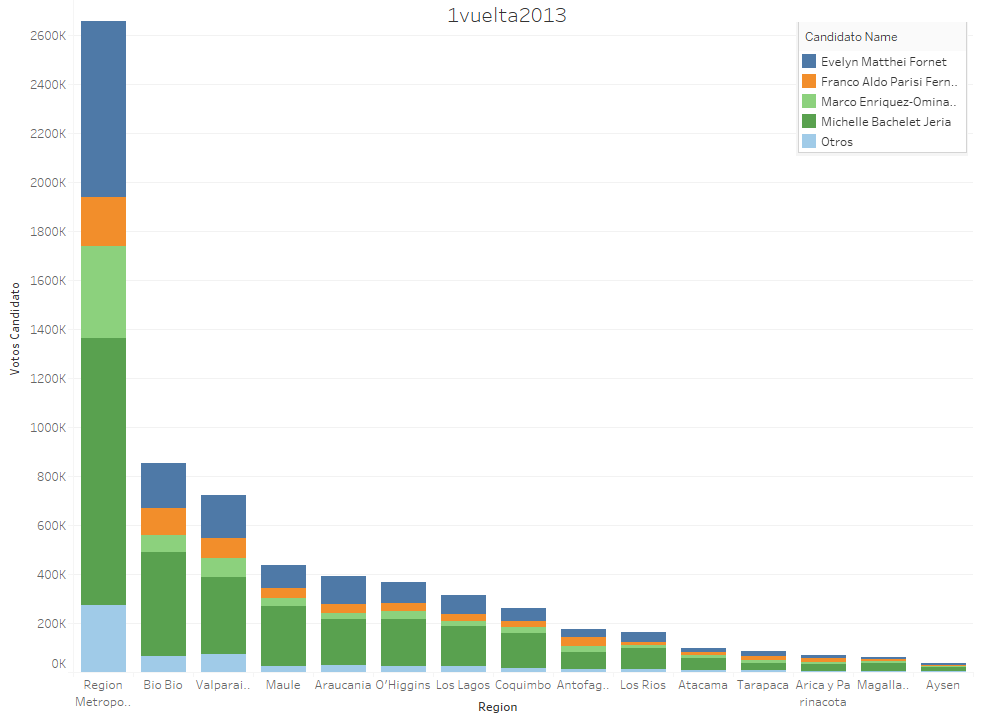 1vuelta2013
Candidato Name
Evelyn Matthei Fornet
Franco Aldo Parisi Fern..
Marco Enriquez-Omina..
Michelle Bachelet Jeria
Otros
2600K
2400K
2200K
2000K
1800K
1600K
1400K
1200K
1000K
800K
600K
400K
200K
0K
Votos Candidato
Region Metropo..
Bio Bio
Valparai..
Maule
Araucania
O'Higgins
Los Lagos
Coquimbo
Antofag..
Los Rios
Atacama
Tarapaca
Arica y Pa
rinacota
Magalla..
Aysen
Region